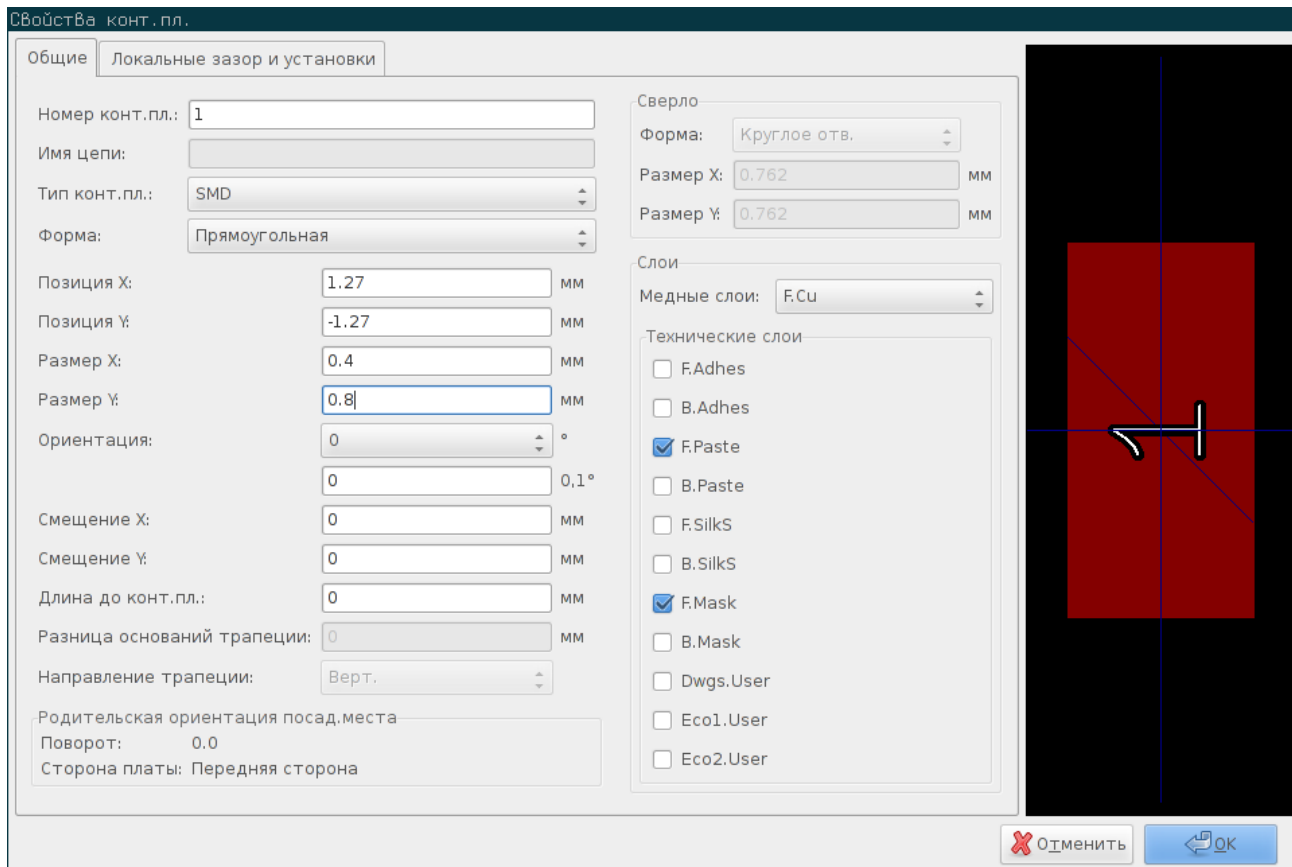 Свойства конт.пл.
Общие
Локальные зазор и установки
Номер конт.пл.: 1
Имя цепи:
Тип конт.пл.: SMD
Форма: Прямоугольная
Позиция X: 1.27 мм
Позиция Y: -1.27 мм
Размер X: 0.4 мм
Размер Y: 0.8 мм
Ориентация: 0 °
0 0,1°
Смещение X: 0 мм
Смещение Y: 0 мм
Длина до конт.пл.: 0 мм
Разница оснований трапеции: 0 мм
Направление трапеции: Верт.
Родительская ориентация посад.места
Поворот: 0.0
Сторона платы: Передняя сторона
Сверло
Форма: Круглое отв.
Размер X: 0.762 мм
Размер Y: 0.762 мм
Слои
Медные слои: F.Cu
Технические слои
F.Adhes
B.Adhes
F.Paste
B.Paste
F.SilkS
B.SilkS
F.Mask
B.Mask
Dwgs.User
Eco1.User
Eco2.User
1
Отменить
OK